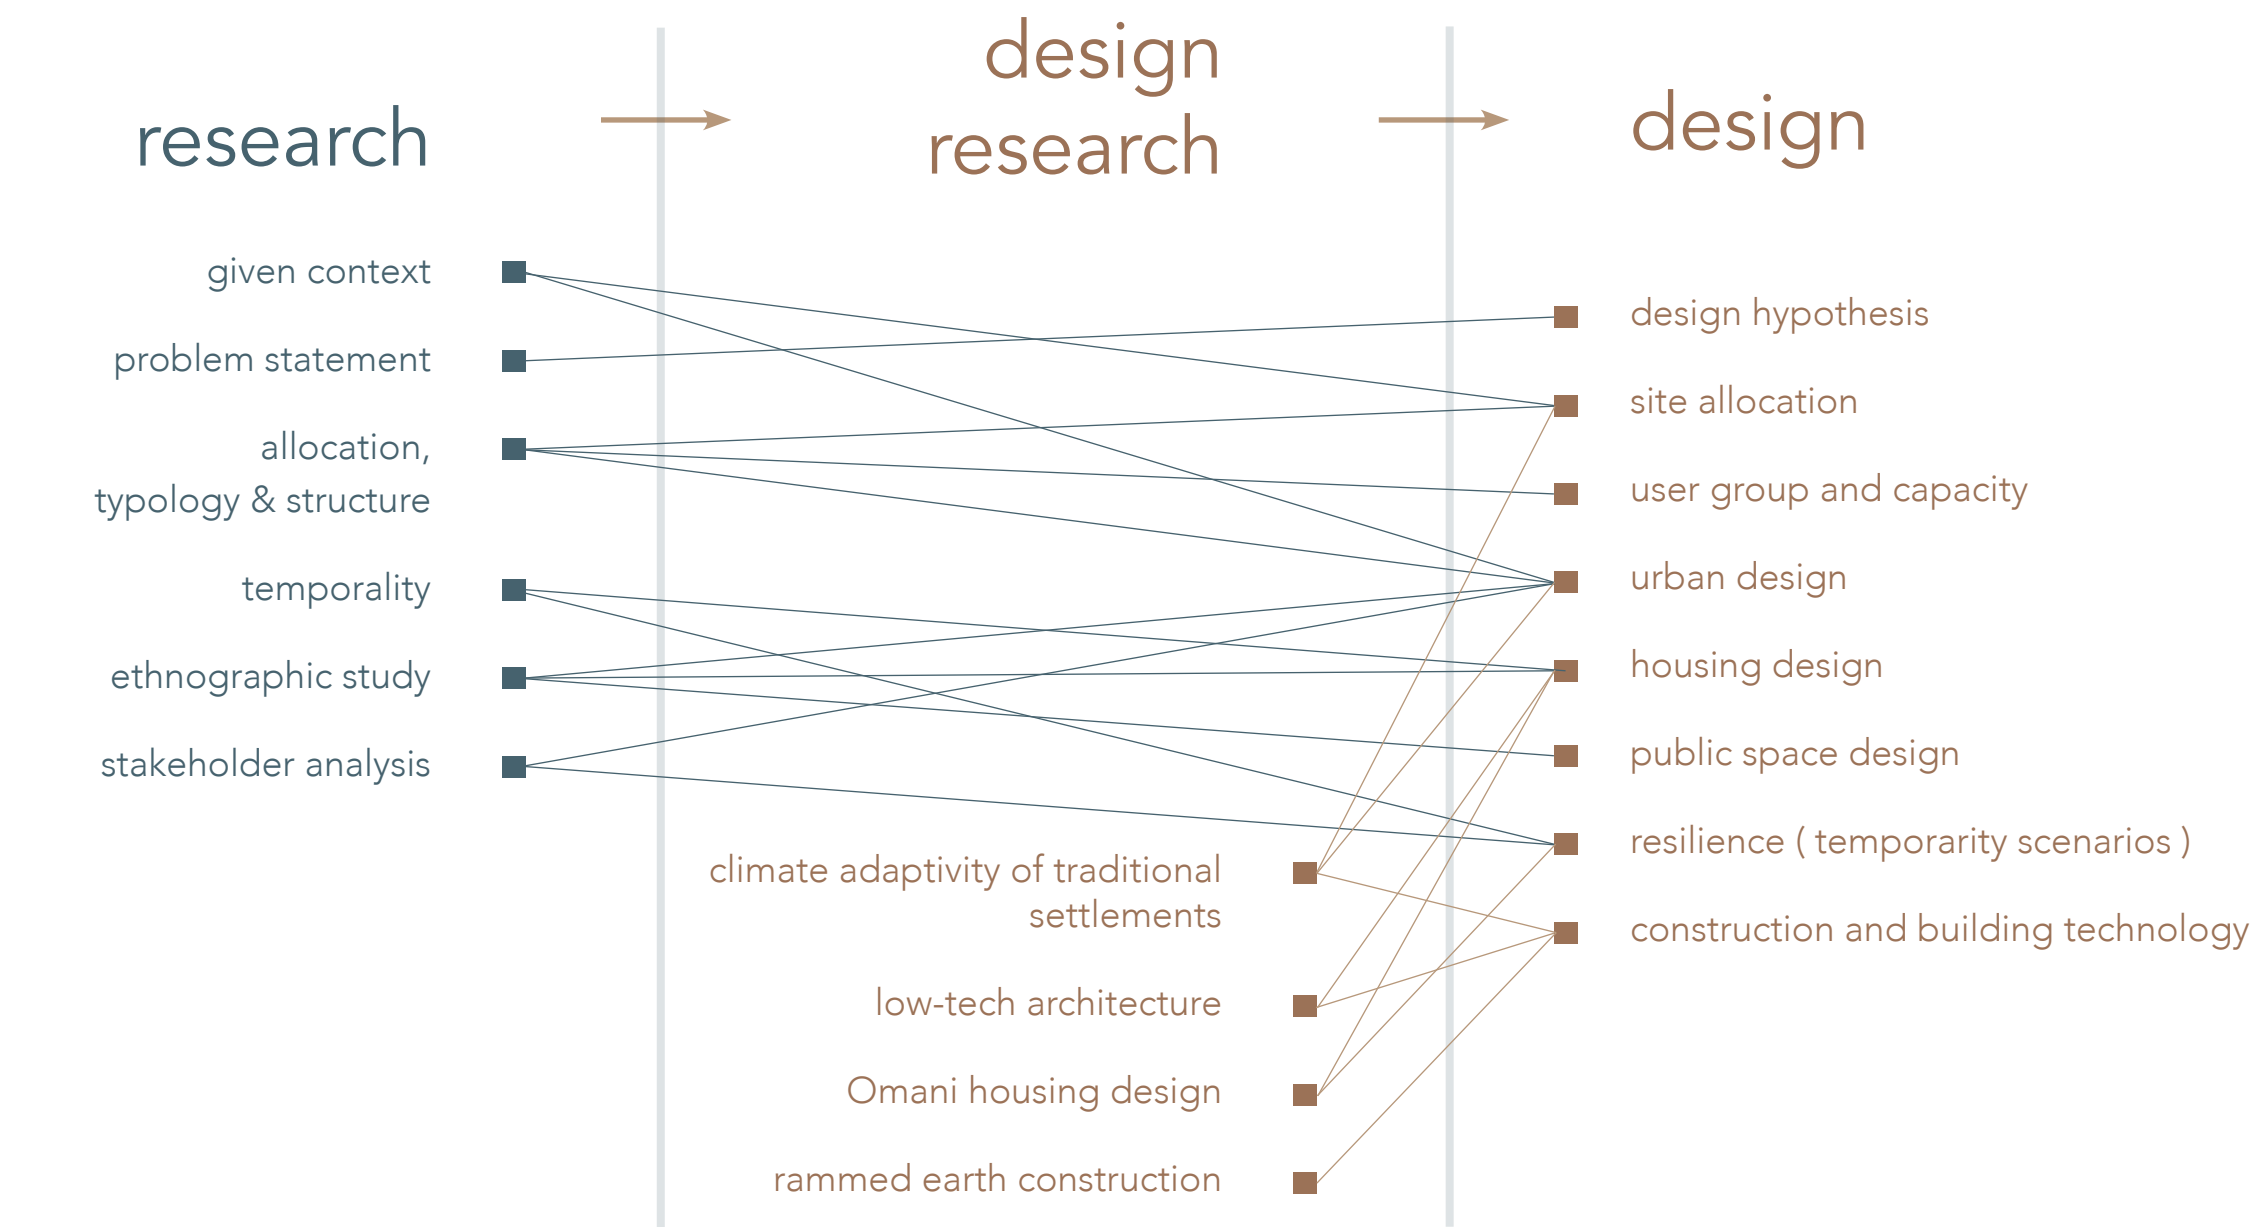 research
design
research
design
given context
problem statement
allocation,
typology & structure
temporality
ethnographic study
stakeholder analysis
climate adaptivity of traditional
settlements
low-tech architecture
Omani housing design
rammed earth construction
design hypothesis
site allocation
user group and capacity
urban design
housing design
public space design
resilience ( temporarity scenarios )
construction and building technology